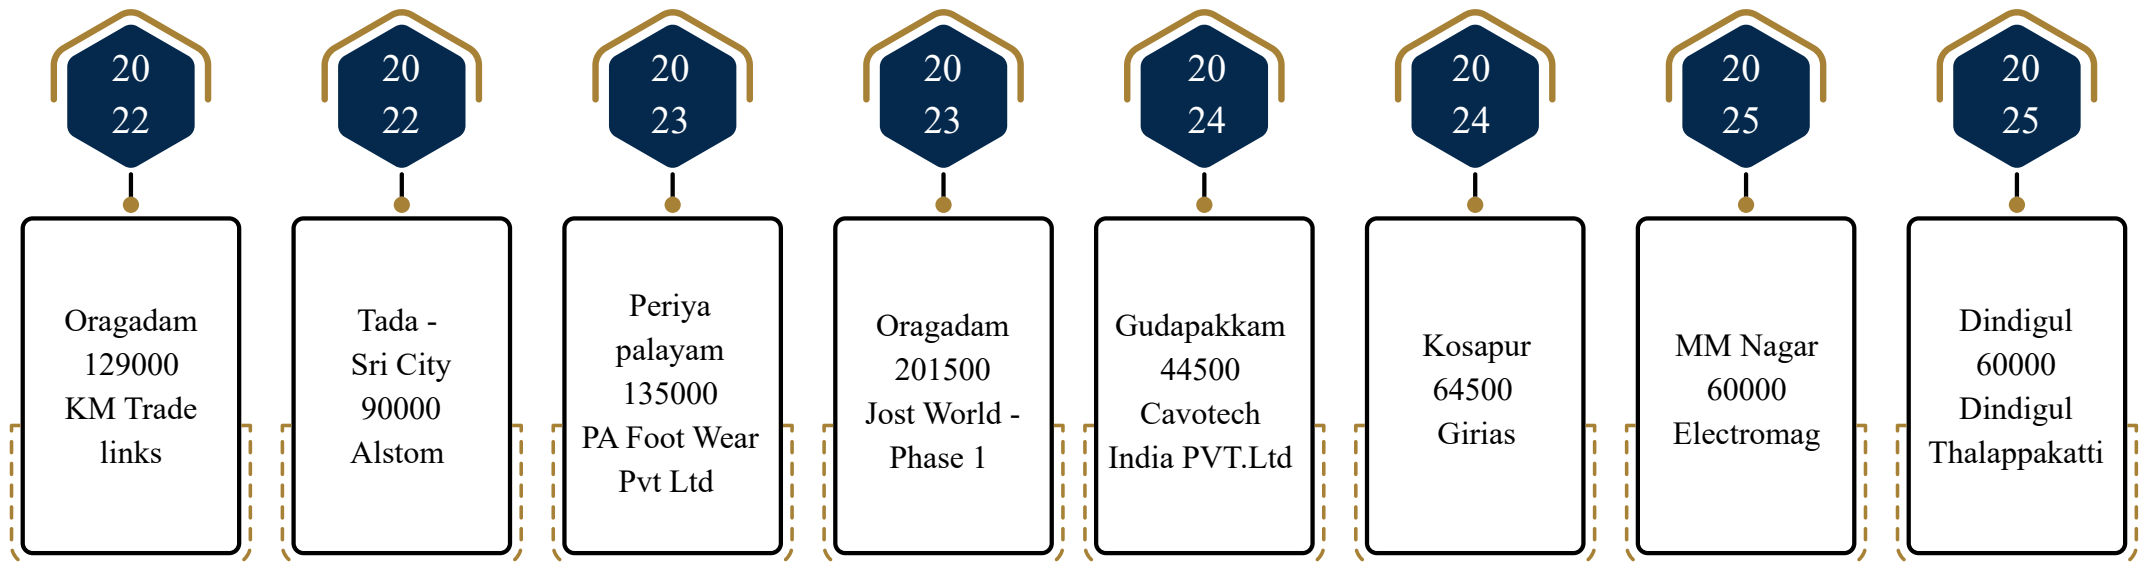 20
22
Oragadam
129000
KM Trade
links
20
22
Tada -
Sri City
90000
Alstom
20
23
Periya
palayam
135000
PA Foot Wear
Pvt Ltd
20
23
Oragadam
201500
Jost World -
Phase 1
20
24
Gudapakkam
44500
Cavotech
India PVT.Ltd
20
24
Kosapur
64500
Girias
20
25
MM Nagar
60000
Electromag
20
25
Dindigul
60000
Dindigul
Thalappakatti